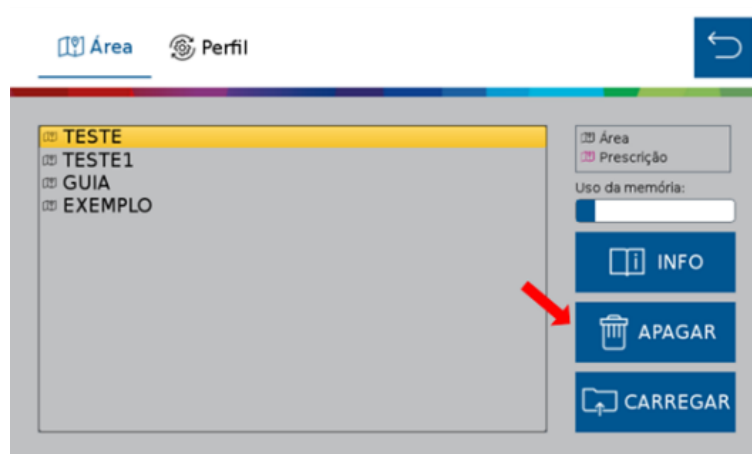 Área
Perfil
TESTE
TESTE1
GUIA
EXEMPLO
Área
Prescrição
Uso da memória:
INFO
APAGAR
CARREGAR